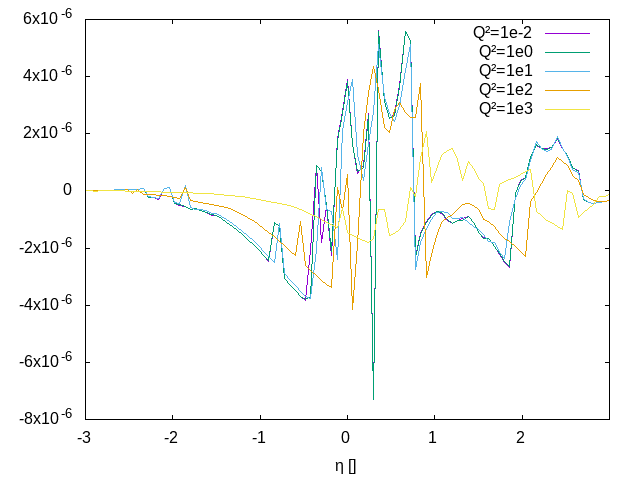 6x10⁻⁶
4x10⁻⁶
2x10⁻⁶
0
-2x10⁻⁶
-4x10⁻⁶
-6x10⁻⁶
-8x10⁻⁶
-3 -2 -1 0 1 2
η []
Q²=1e-2
Q²=1e0
Q²=1e1
Q²=1e2
Q²=1e3